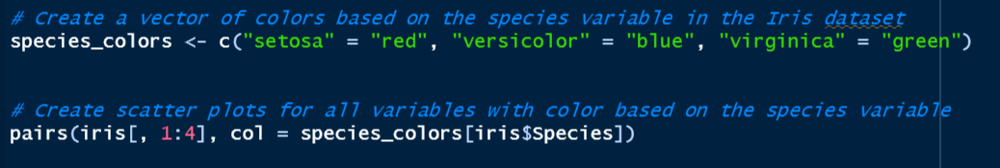 # Create a vector of colors based on the species variable in the Iris dataset
species_colors <- c("setosa" = "red", "versicolor" = "blue", "virginica" = "green")
# Create scatter plots for all variables with color based on the species variable
pairs(iris[, 1:4], col = species_colors[iris$Species])